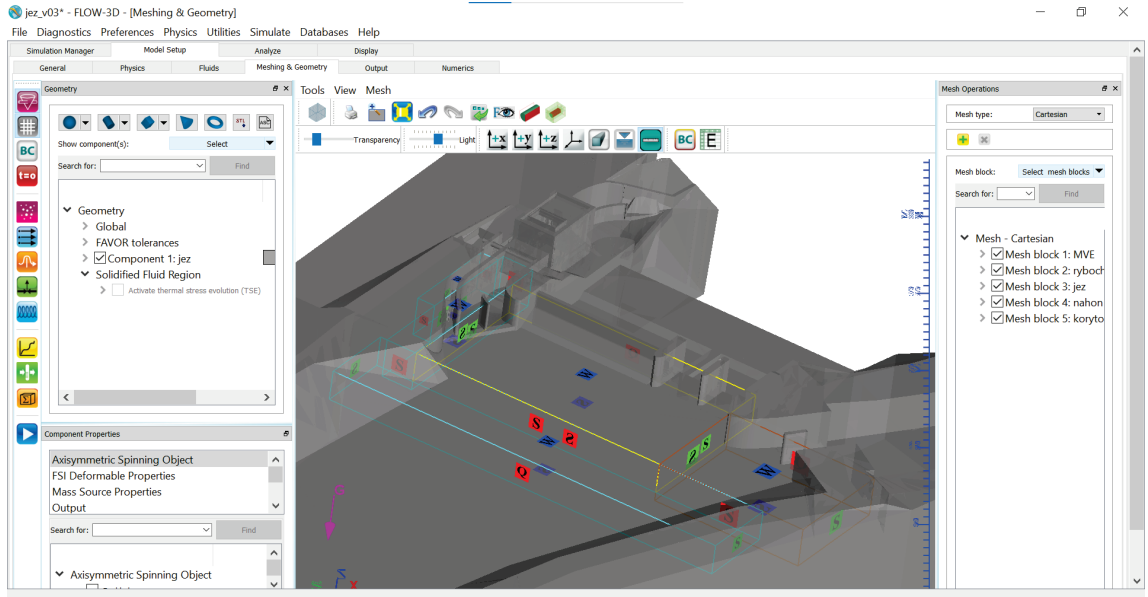 jez_v03* - FLOW-3D - [Meshing & Geometry]
File Diagnostics Preferences Physics Utilities Simulate Databases Help
Simulation Manager Model Setup Analyze Display
General Physics Fluids Meshing & Geometry Output Numerics
Geometry
Show component(s): Select
Search for: Find
Geometry
Global
FAVOR tolerances
Component 1: jez
Solidified Fluid Region
Activate thermal stress evolution (TSE)
BC
t=0
STL
Component Properties
Axisymmetric Spinning Object
FSI Deformable Properties
Mass Source Properties
Output
Search for: Find
Axisymmetric Spinning Object
Tools View Mesh
Transparency Light +x +y +z BC E
W
S
S
W
Q
W
Mesh Operations
Mesh type: Cartesian
Mesh block: Select mesh blocks
Search for: Find
Mesh - Cartesian
Mesh block 1: MVE
Mesh block 2: ryboch
Mesh block 3: jez
Mesh block 4: nahon
Mesh block 5: koryto